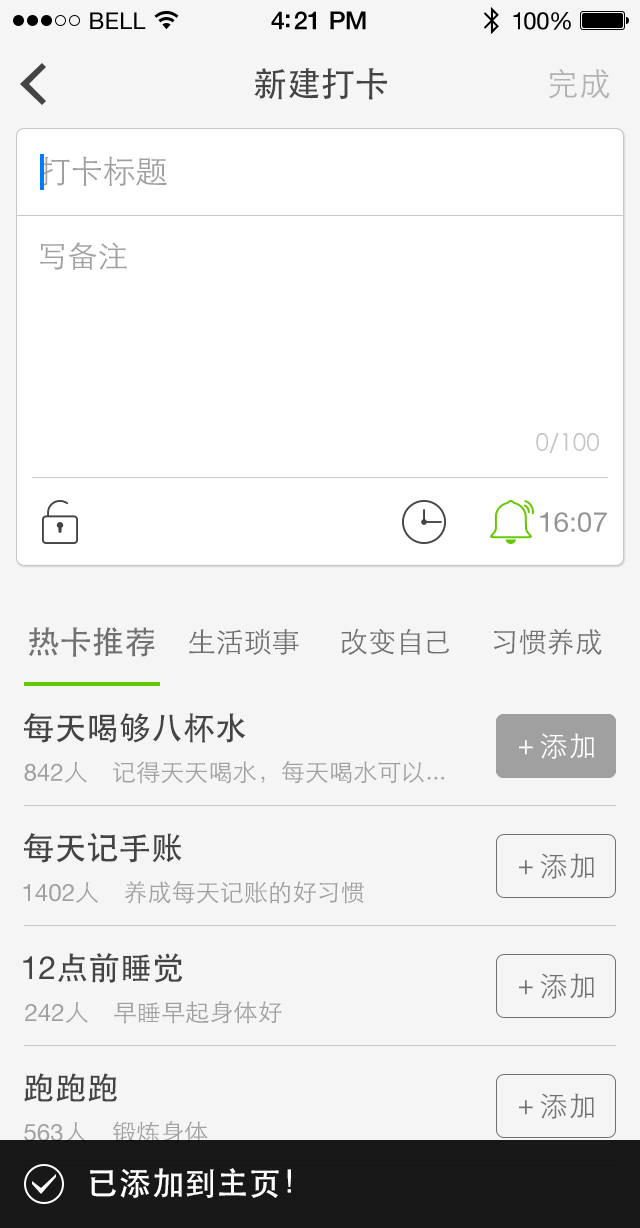 BELL 4:21 PM 100%
新建打卡 完成
打卡标题
写备注
0/100
16:07
热卡推荐 生活琐事 改变自己 习惯养成
每天喝够八杯水
842人 记得天天喝水，每天喝水可以...
+添加
每天记手账
1402人 养成每天记账的好习惯
+添加
12点前睡觉
242人 早睡早起身体好
+添加
跑跑跑
563人 锻炼身体
+添加
已添加到主页！